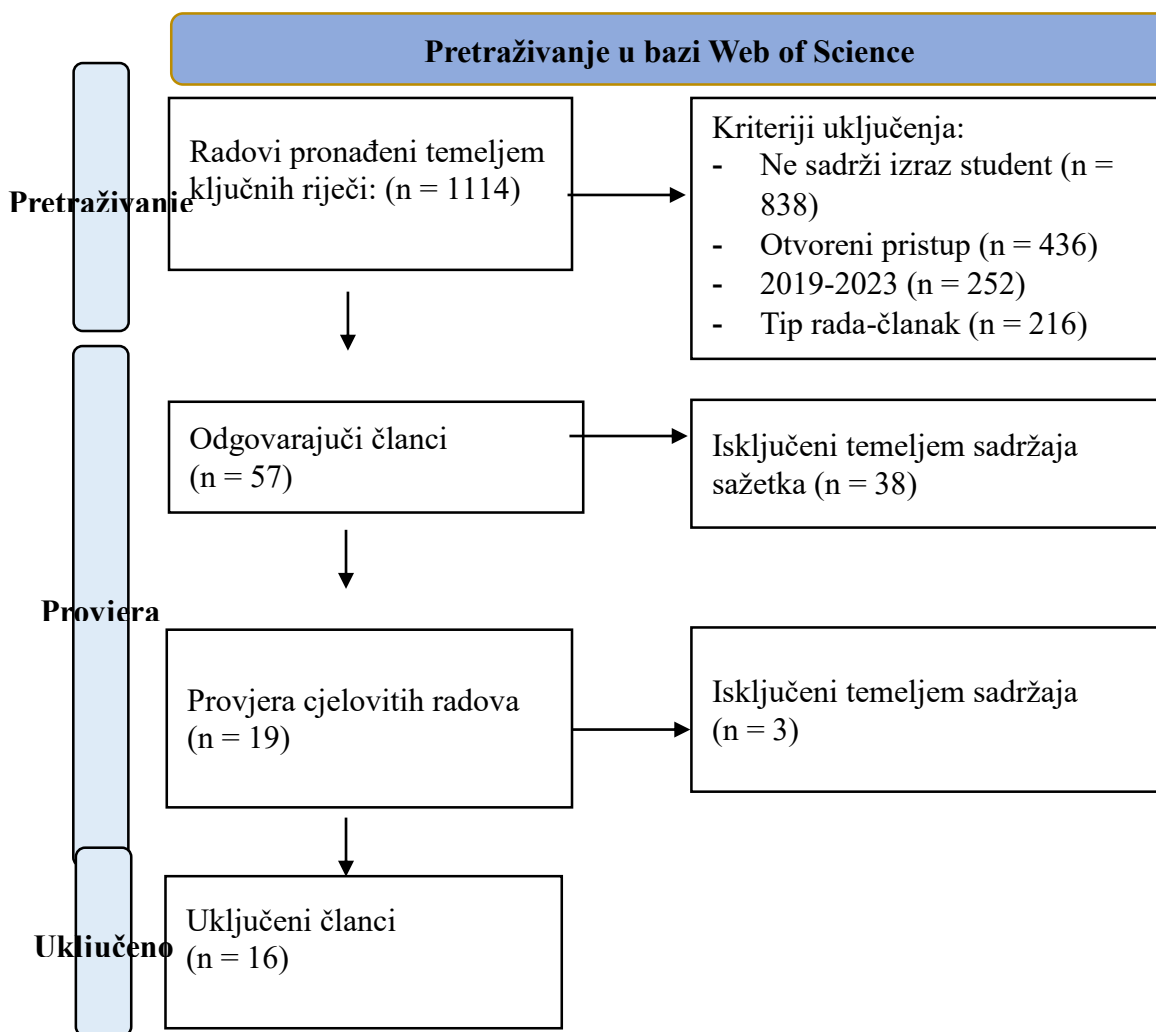 Pretraživanje u bazi Web of Science
Pretraživanje
Radovi pronađeni temeljem
ključnih riječi: (n = 1114)
Kriteriji uključenja:
- Ne sadrži izraz student (n =
838)
- Otvoreni pristup (n = 436)
- 2019-2023 (n = 252)
- Tip rada-članak (n = 216)
Provjera
Odgovarajuči članci
(n = 57)
Isključeni temeljem sadržaja
sažetka (n = 38)
Provjera cjelovitih radova
(n = 19)
Isključeni temeljem sadržaja
(n = 3)
Uključeno
Uključeni članci
(n = 16)